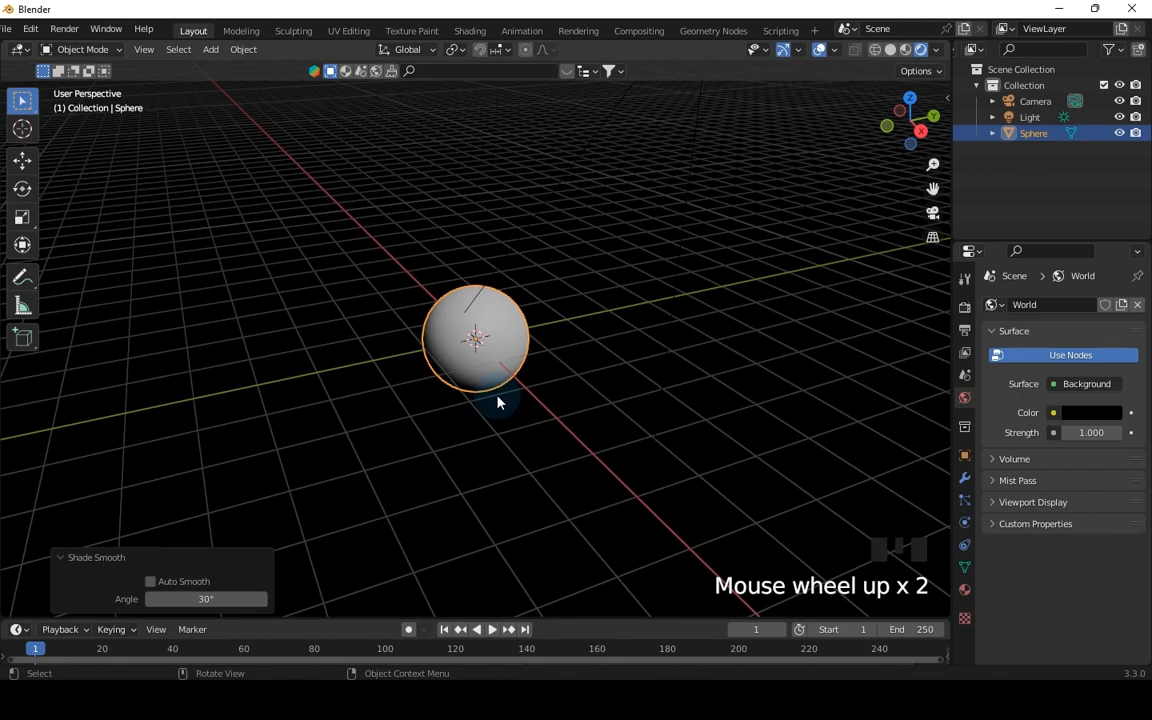 Blender
ile Edit Render Window Help Layout Modeling Sculpting UV Editing Texture Paint Shading Animation Rendering Compositing Geometry Nodes Scripting + Scene ViewLayer
Object Mode View Select Add Object Global
Options
User Perspective
(1) Collection | Sphere
Z
Y
X
Scene Collection
Collection
Camera
Light
Sphere
Scene > World
World
Surface
Use Nodes
Surface Background
Color
Strength 1.000
Volume
Mist Pass
Viewport Display
Custom Properties
Shade Smooth
Auto Smooth
Angle 30°
Mouse wheel up x 2
Playback Keying View Marker 1 Start 1 End 250
1 20 40 60 80 100 120 140 160 180 200 220 240
Select Rotate View Object Context Menu 3.3.0